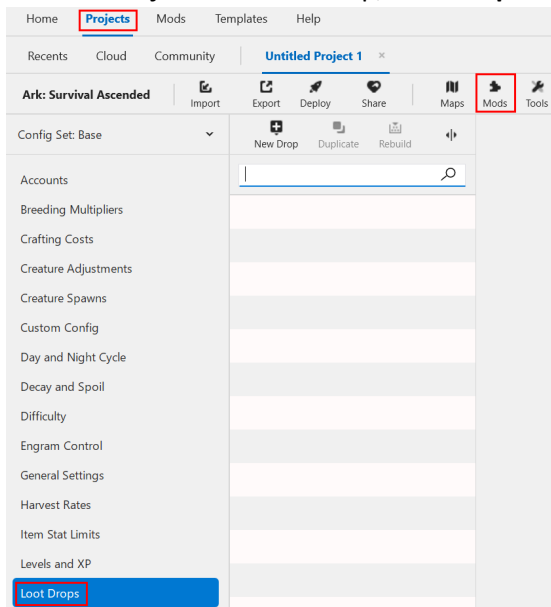 Home Projects Mods Templates Help
Recents Cloud Community Untitled Project 1 ×
Ark: Survival Ascended Import Export Deploy Share Maps Mods Tools
Config Set: Base
New Drop Duplicate Rebuild
Accounts
Breeding Multipliers
Crafting Costs
Creature Adjustments
Creature Spawns
Custom Config
Day and Night Cycle
Decay and Spoil
Difficulty
Engram Control
General Settings
Harvest Rates
Item Stat Limits
Levels and XP
Loot Drops